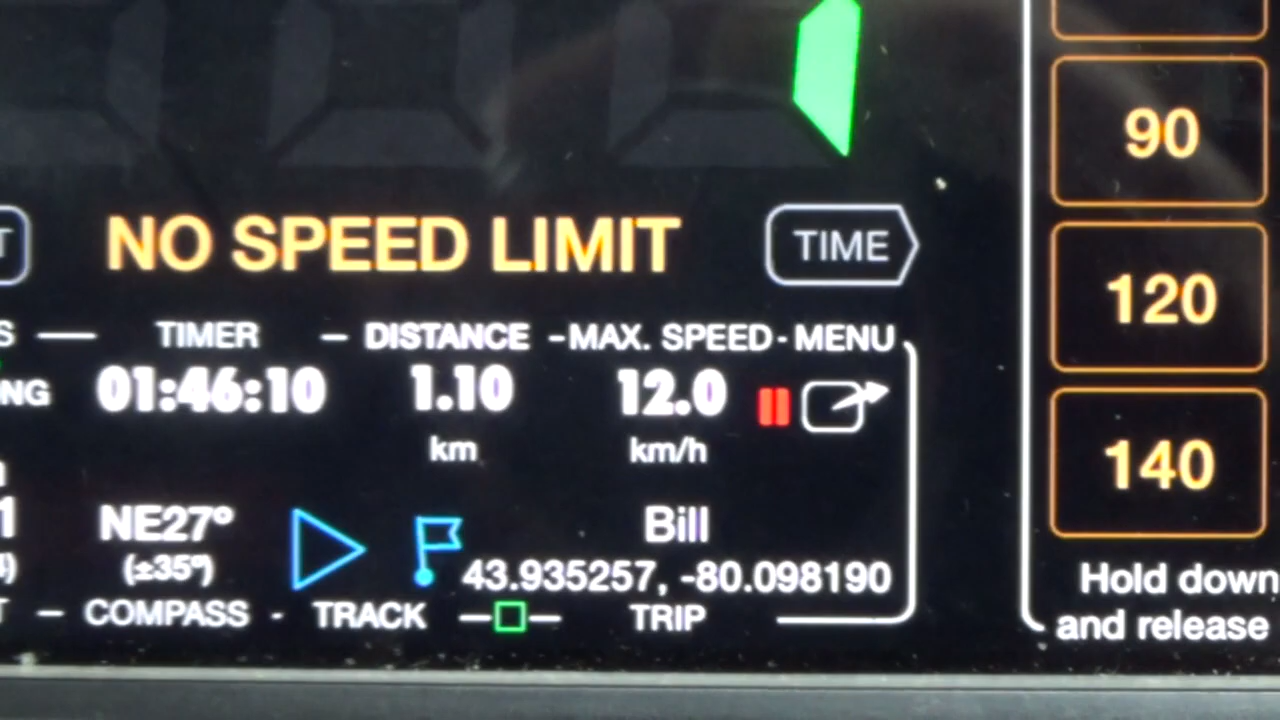 90
NO SPEED LIMIT
TIME
120
TIMER
DISTANCE
MAX. SPEED
MENU
01:46:10
1.10
12.0
km
km/h
140
NE27°
Bill
(±35°)
43.935257, -80.098190
COMPASS
TRACK
TRIP
Hold down
and release